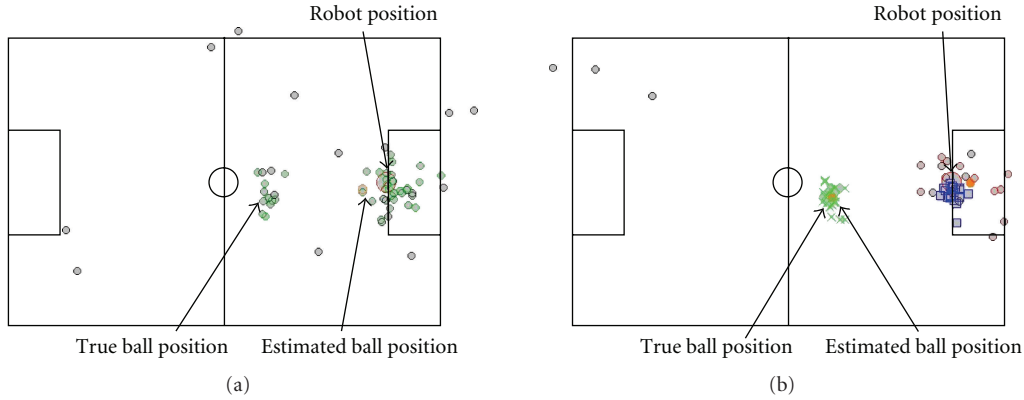 Robot position
True ball position
Estimated ball position
(a)
Robot position
True ball position
Estimated ball position
(b)